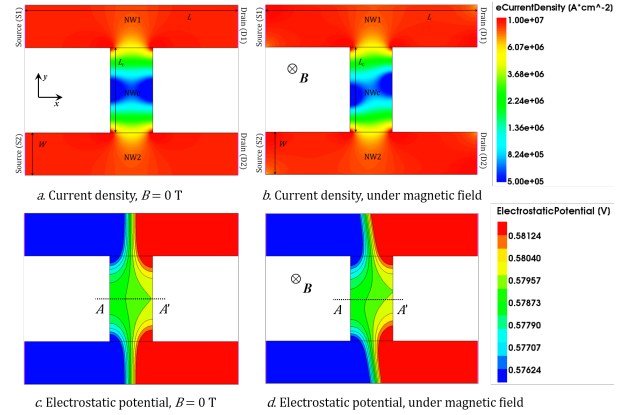 Source (S1)
NW1
L
Drain (D1)
Lc
y
x
NWc
Source (S2)
W
NW2
Drain (D2)
a. Current density, B = 0 T
Source (S1)
NW1
Drain (D1)
B
NWc
Source (S2)
NW2
Drain (D2)
b. Current density, under magnetic field
eCurrentDensity (A*cm^-2)
1.00e+07
6.07e+06
3.68e+06
2.24e+06
1.36e+06
8.24e+05
5.00e+05
A
A'
c. Electrostatic potential, B = 0 T
B
A
A'
d. Electrostatic potential, under magnetic field
ElectrostaticPotential (V)
0.58124
0.58040
0.57957
0.57873
0.57790
0.57707
0.57624